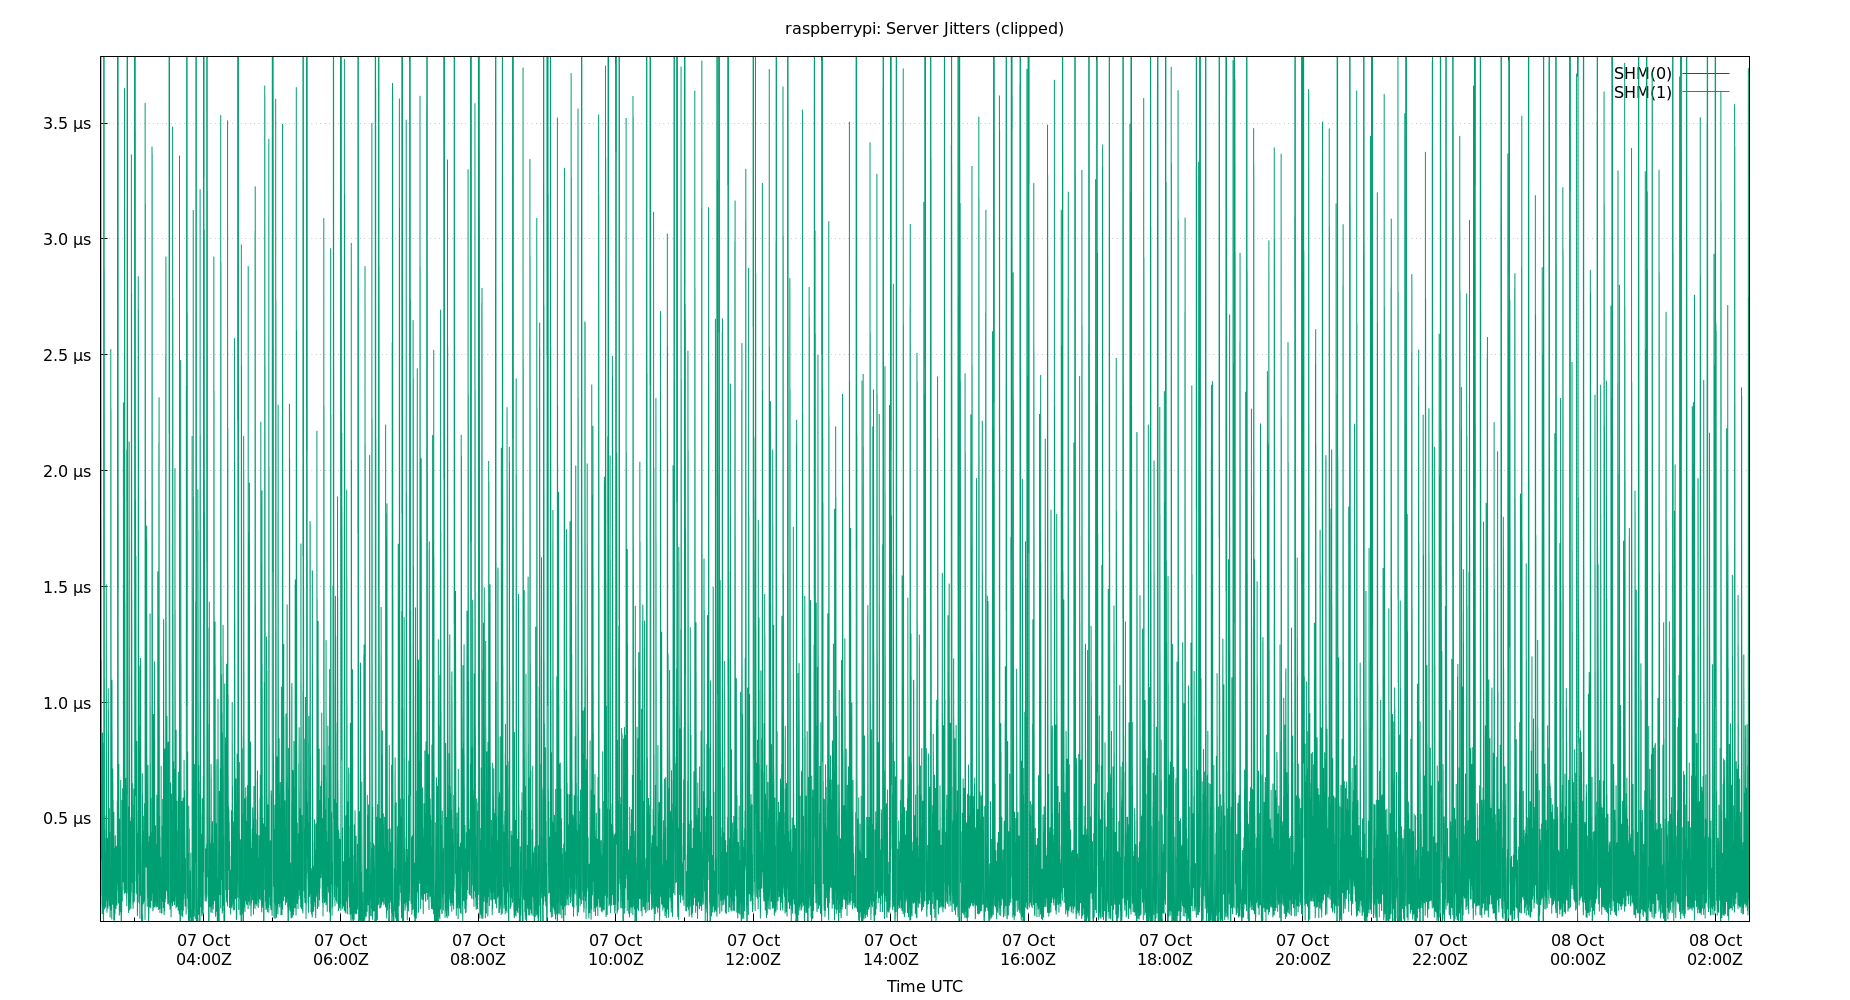 raspberrypi: Server Jitters (clipped)
SHM(0)
SHM(1)
3.5 µs
3.0 µs
2.5 µs
2.0 µs
1.5 µs
1.0 µs
0.5 µs
07 Oct 07 Oct 07 Oct 07 Oct 07 Oct 07 Oct 07 Oct 07 Oct 07 Oct 07 Oct 08 Oct 08 Oct
04:00Z 06:00Z 08:00Z 10:00Z 12:00Z 14:00Z 16:00Z 18:00Z 20:00Z 22:00Z 00:00Z 02:00Z
Time UTC